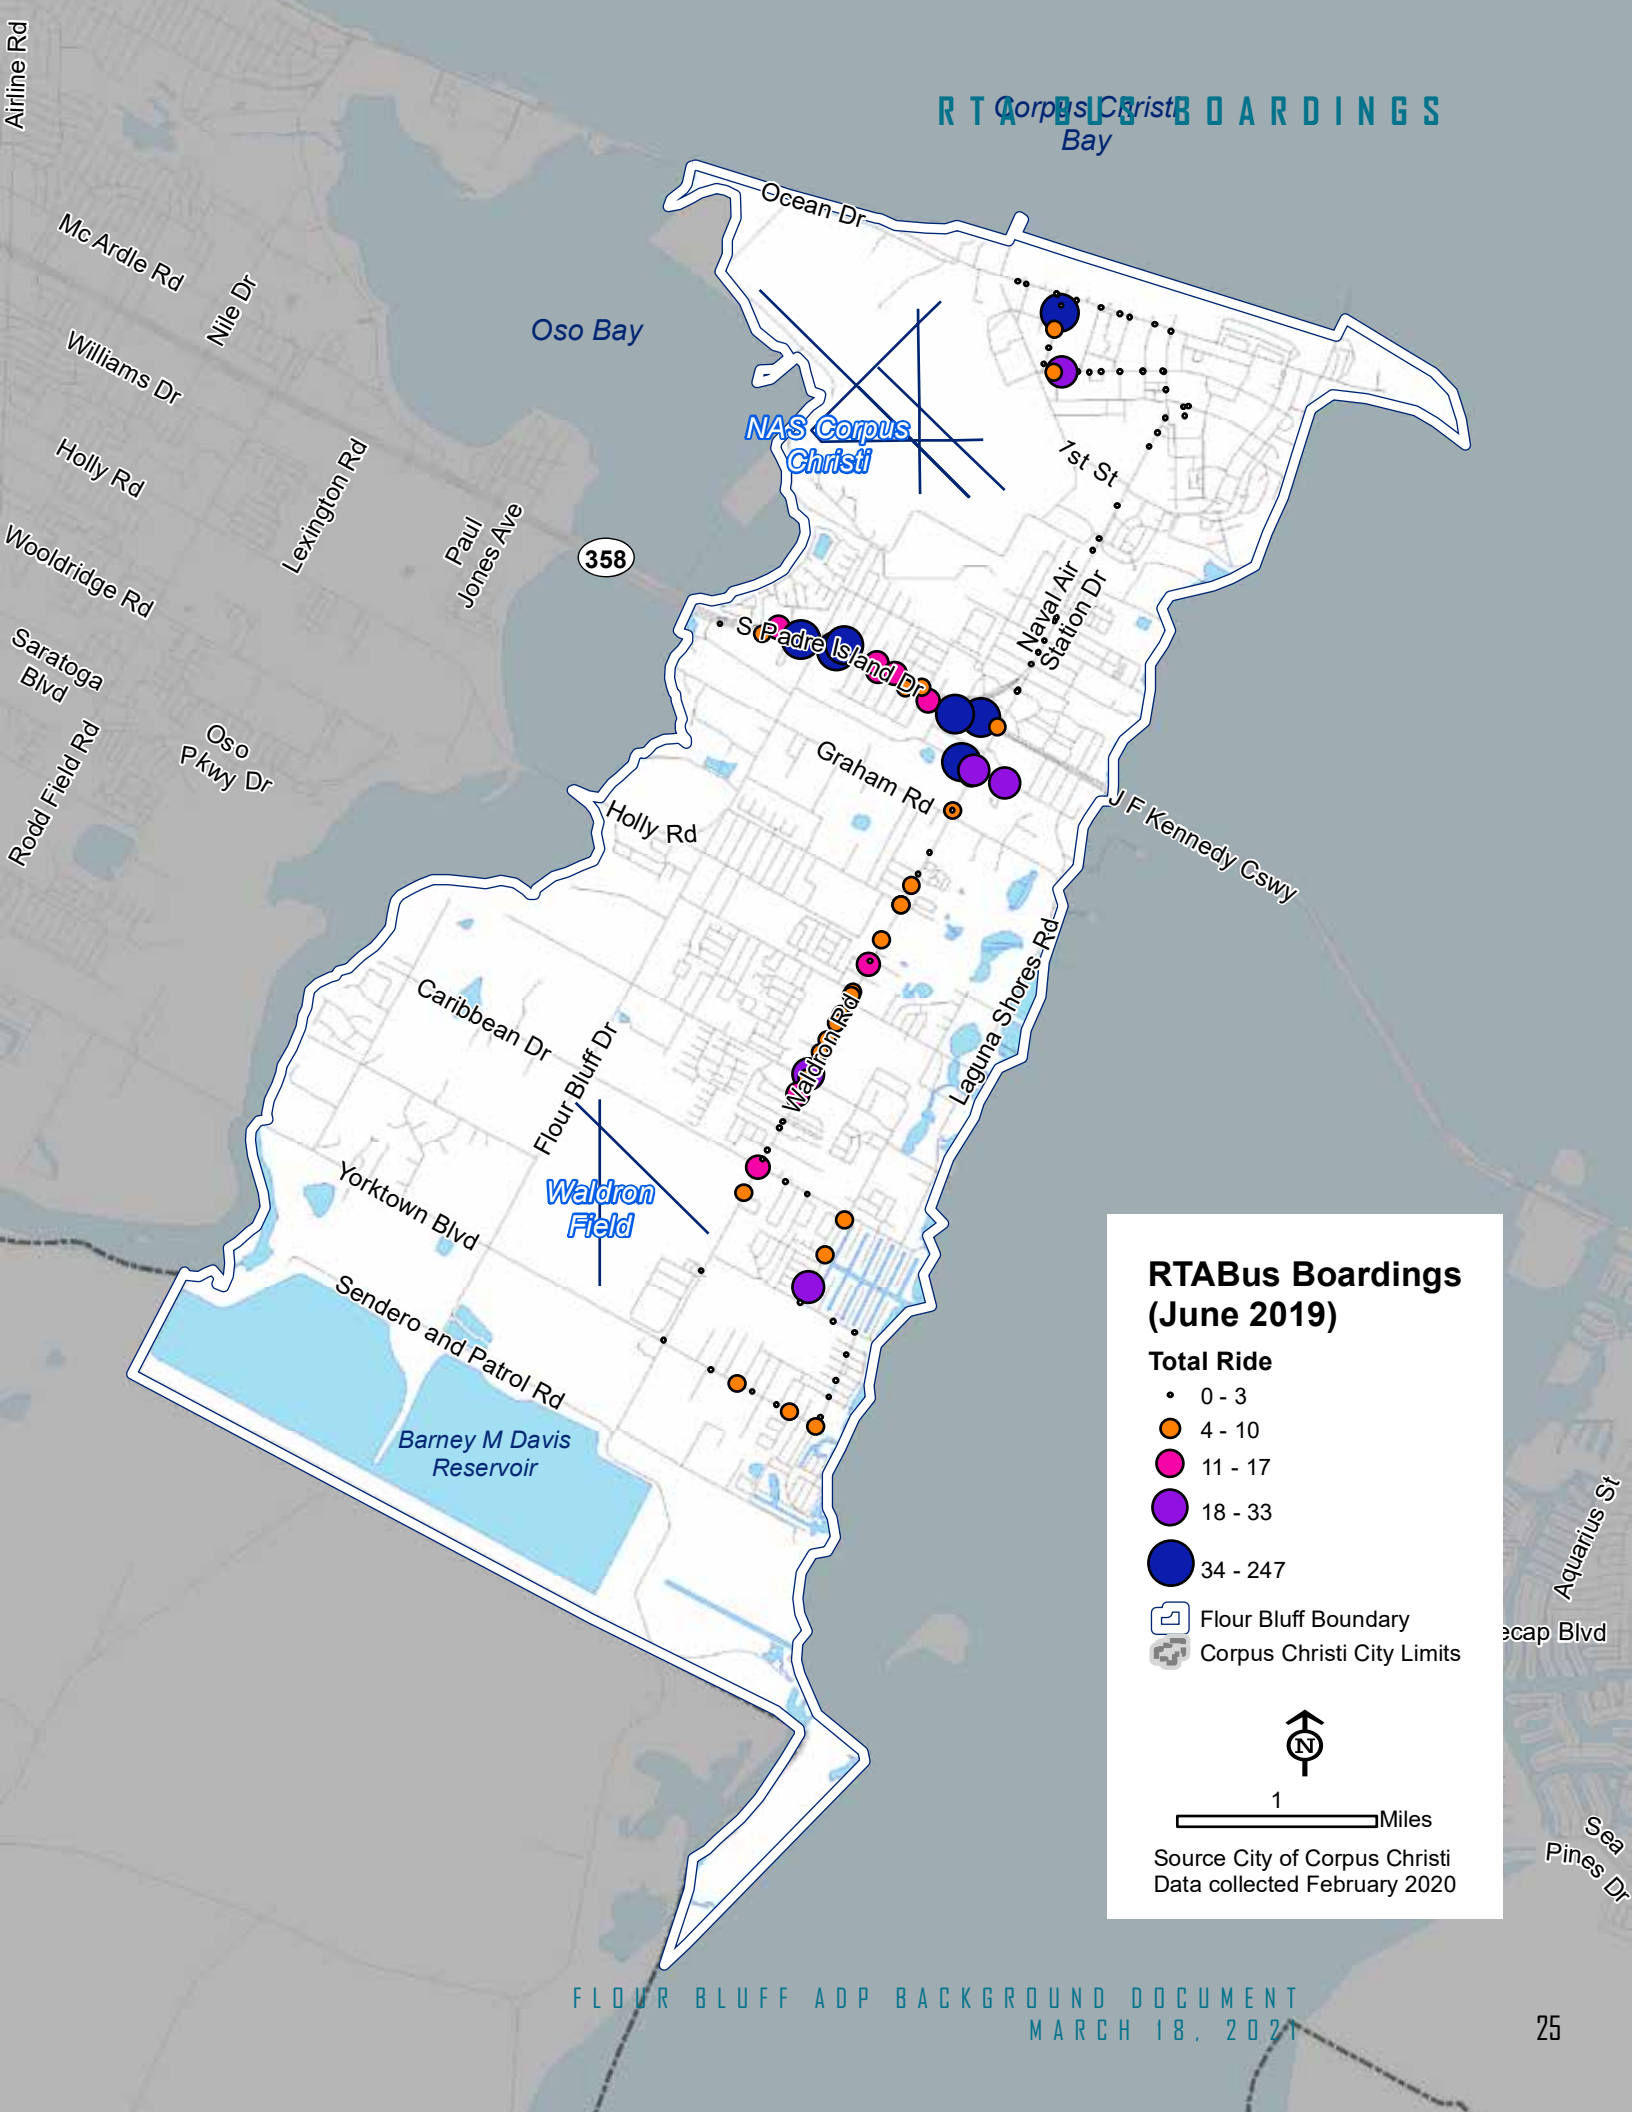 Airline Rd
RTA BUS BOARDINGS
Corpus Christi
Bay
Ocean Dr
Mc Ardle Rd
Nile Dr
Oso Bay
Williams Dr
NAS Corpus
Christi
1st St
Holly Rd
Lexington Rd
Paul
Jones Ave
358
Wooldridge Rd
Naval Air
Station Dr
S Padre Island Dr
Saratoga
Blvd
Oso
Pkwy Dr
Rodd Field Rd
Graham Rd
J F Kennedy Cswy
Holly Rd
Laguna Shores Rd
Caribbean Dr
Waldron Rd
Flour Bluff Dr
Yorktown Blvd
Waldron
Field
Sendero and Patrol Rd
Barney M Davis
Reservoir
RTABus Boardings
(June 2019)
Total Ride
0 - 3
4 - 10
11 - 17
18 - 33
34 - 247
Flour Bluff Boundary
Corpus Christi City Limits
N
1
Miles
Source City of Corpus Christi
Data collected February 2020
Aquarius St
ecap Blvd
Sea
Pines Dr
FLOUR BLUFF ADP BACKGROUND DOCUMENT
MARCH 18, 2021
25